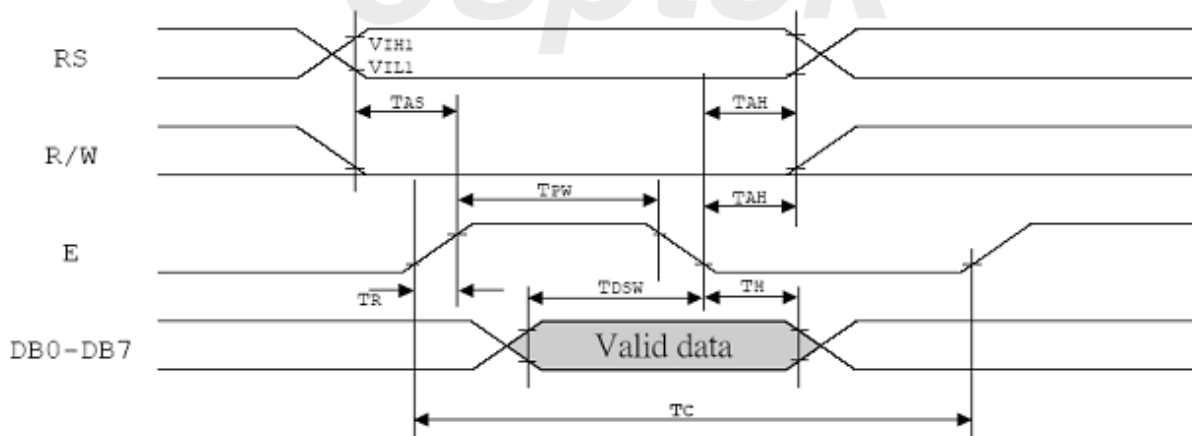 RS
VIH1
VIL1
TAS
TAH
R/W
TPW
TAH
E
TR
TDSW
TH
DB0-DB7
Valid data
TC